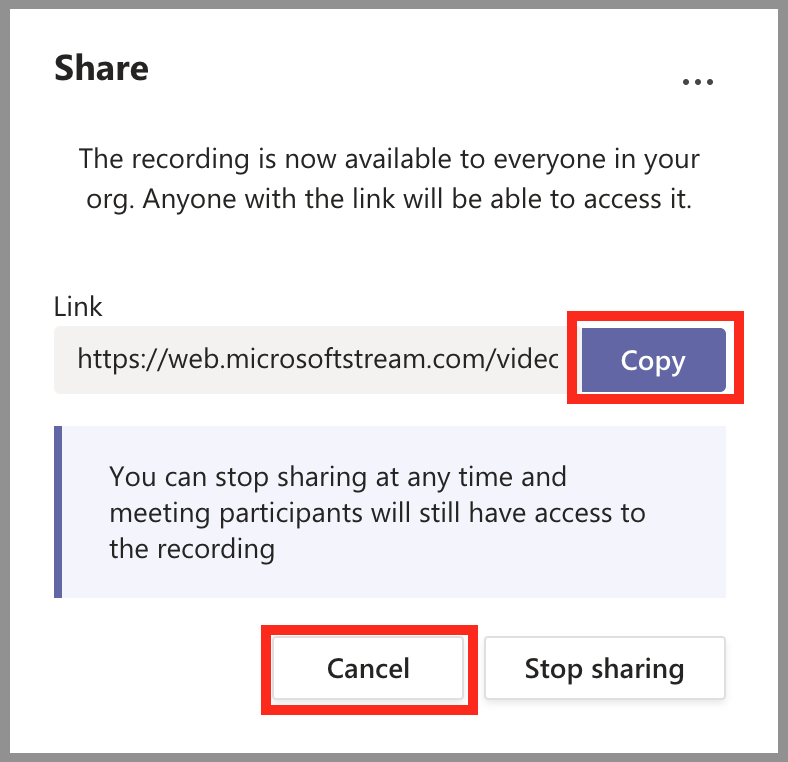 Share
...
The recording is now available to everyone in your
org. Anyone with the link will be able to access it.
Link
https://web.microsoftstream.com/videc
Copy
You can stop sharing at any time and
meeting participants will still have access to
the recording
Cancel
Stop sharing